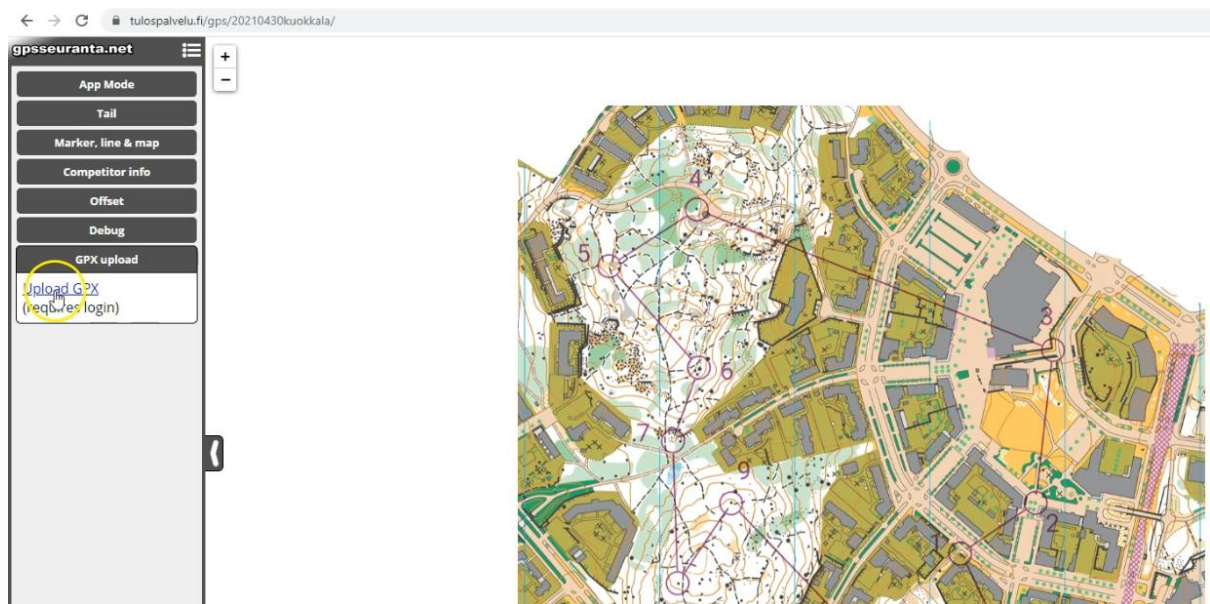 tulospalvelu.fi/gps/20210430kuokkala/
gpsseuranta.net
+
−
App Mode
Tail
Marker, line & map
Competitor info
Offset
Debug
GPX upload
Upload GPX
(requires login)
4
5
3
6
7
9
2
1